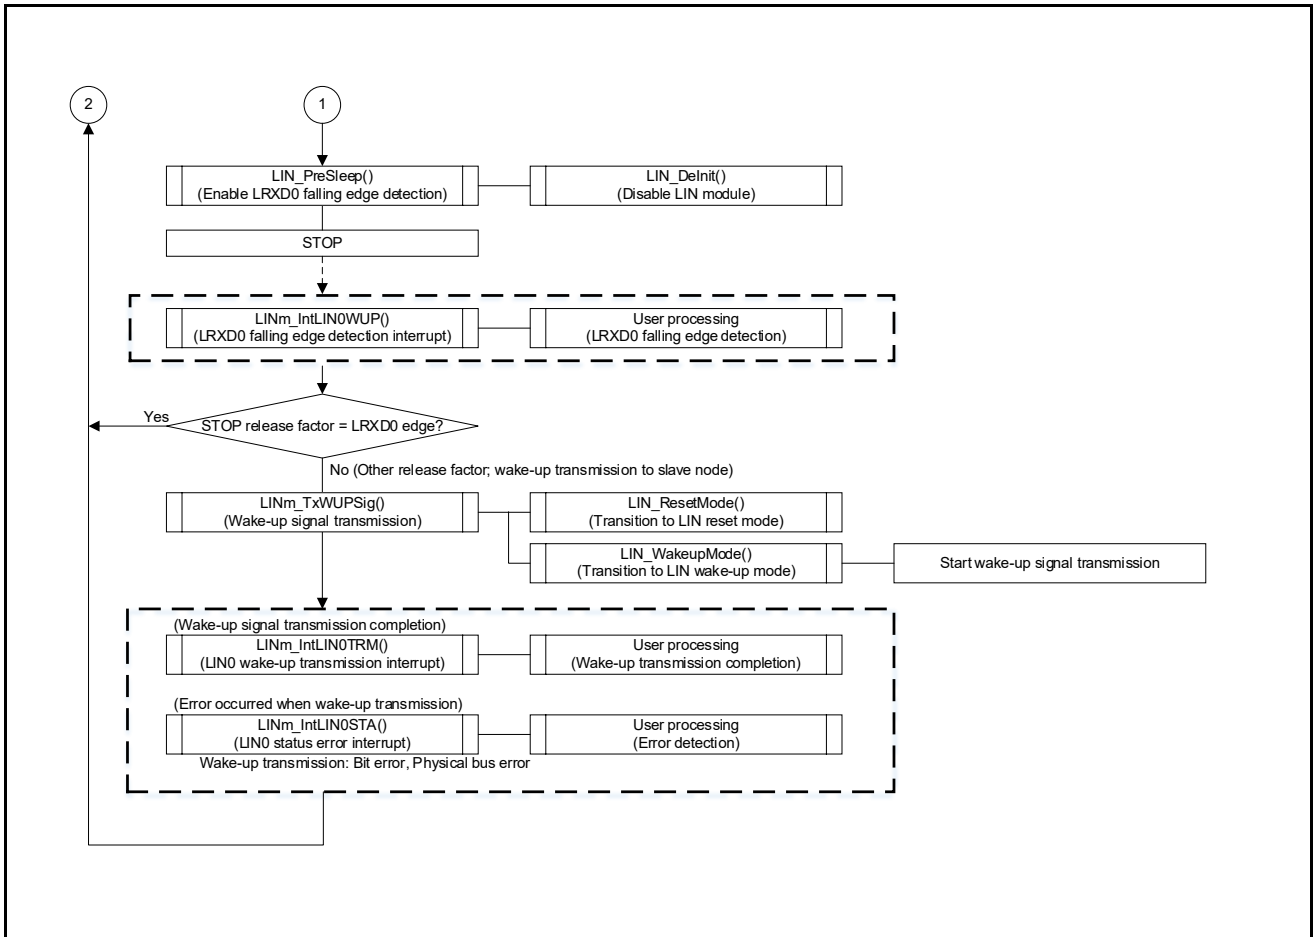 2
1
LIN_PreSleep()
(Enable LRXD0 falling edge detection)
LIN_DeInit()
(Disable LIN module)
STOP
LINm_IntLIN0WUP()
(LRXD0 falling edge detection interrupt)
User processing
(LRXD0 falling edge detection)
Yes
STOP release factor = LRXD0 edge?
No (Other release factor; wake-up transmission to slave node)
LINm_TxWUPSig()
(Wake-up signal transmission)
LIN_ResetMode()
(Transition to LIN reset mode)
LIN_WakeupMode()
(Transition to LIN wake-up mode)
Start wake-up signal transmission
(Wake-up signal transmission completion)
LINm_IntLIN0TRM()
(LIN0 wake-up transmission interrupt)
User processing
(Wake-up transmission completion)
(Error occurred when wake-up transmission)
LINm_IntLIN0STA()
(LIN0 status error interrupt)
User processing
(Error detection)
Wake-up transmission: Bit error, Physical bus error